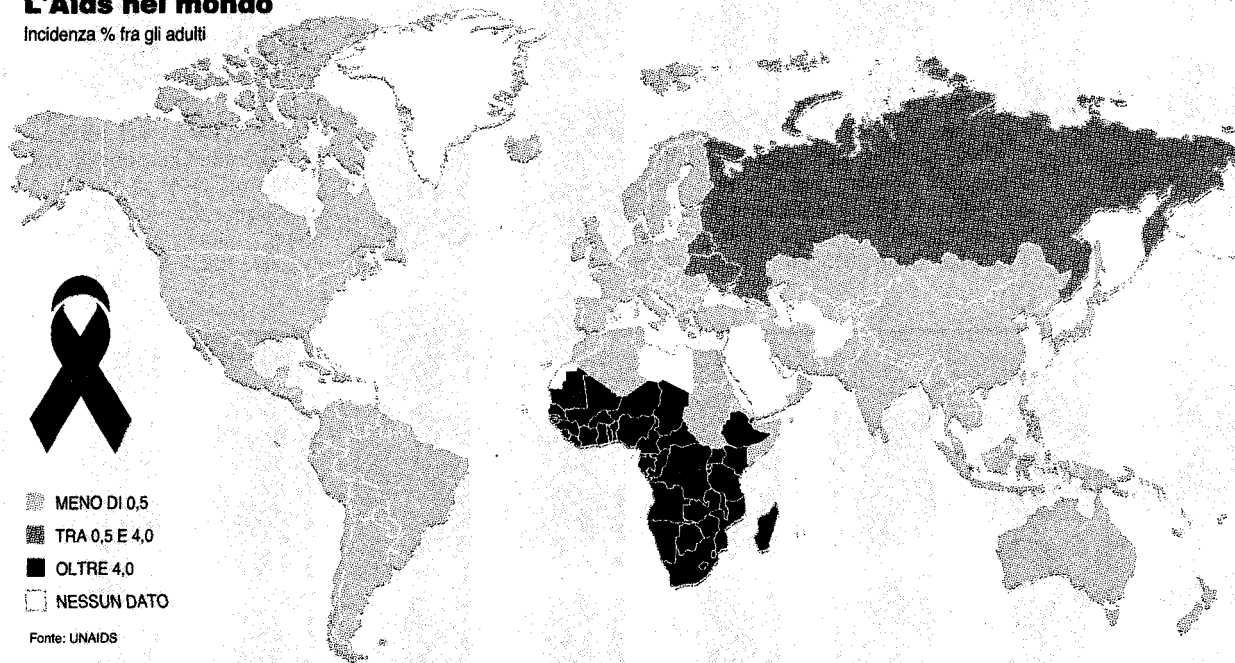 L'Aids nel mondo
Incidenza % fra gli adulti
MENO DI 0,5
TRA 0,5 E 4,0
OLTRE 4,0
NESSUN DATO
Fonte: UNAIDS